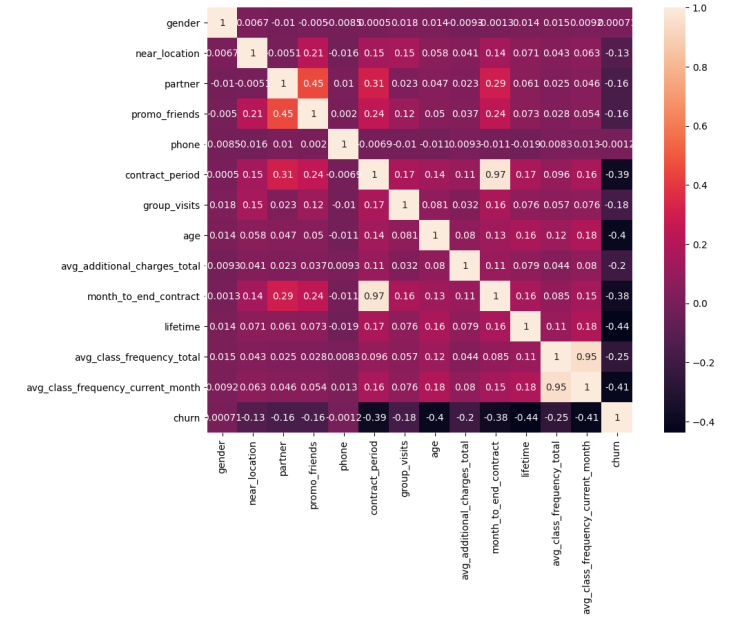 gender 1 0.0067 -0.01 -0.005 0.0085 0.0005 0.018 0.014 -0.0093 0.0013 0.014 0.015 0.0092 0.00071
near_location 0.0067 1 0.0051 0.21 -0.016 0.15 0.15 0.058 0.041 0.14 0.071 0.043 0.063 -0.13
partner -0.01 -0.0051 1 0.45 0.01 0.31 0.023 0.047 0.023 0.29 0.061 0.025 0.046 -0.16
promo_friends -0.005 0.21 0.45 1 0.002 0.24 0.12 0.05 0.037 0.24 0.073 0.028 0.054 -0.16
phone -0.0085 -0.016 0.01 0.002 1 -0.0069 -0.01 -0.011 0.0093 -0.011 -0.019 0.0083 0.013 -0.0012
contract_period 0.0005 0.15 0.31 0.24 -0.0069 1 0.17 0.14 0.11 0.97 0.17 0.096 0.16 -0.39
group_visits 0.018 0.15 0.023 0.12 -0.01 0.17 1 0.081 0.032 0.16 0.076 0.057 0.076 -0.18
age 0.014 0.058 0.047 0.05 -0.011 0.14 0.081 1 0.08 0.13 0.16 0.12 0.18 -0.4
avg_additional_charges_total 0.0093 0.041 0.023 0.037 0.0093 0.11 0.032 0.08 1 0.11 0.079 0.044 0.08 -0.2
month_to_end_contract 0.0013 0.14 0.29 0.24 -0.011 0.97 0.16 0.13 0.11 1 0.16 0.085 0.15 -0.38
lifetime 0.014 0.071 0.061 0.073 -0.019 0.17 0.076 0.16 0.079 0.16 1 0.11 0.18 -0.44
avg_class_frequency_total 0.015 0.043 0.025 0.028 0.0083 0.096 0.057 0.12 0.044 0.085 0.11 1 0.95 -0.25
avg_class_frequency_current_month -0.0092 0.063 0.046 0.054 0.013 0.16 0.076 0.18 0.08 0.15 0.18 0.95 1 -0.41
churn 0.00071 -0.13 -0.16 -0.16 -0.0012 -0.39 -0.18 -0.4 -0.2 -0.38 -0.44 -0.25 -0.41 1
gender
near_location
partner
promo_friends
phone
contract_period
group_visits
age
avg_additional_charges_total
month_to_end_contract
lifetime
avg_class_frequency_total
avg_class_frequency_current_month
churn
1.0
0.8
0.6
0.4
0.2
0.0
−0.2
−0.4